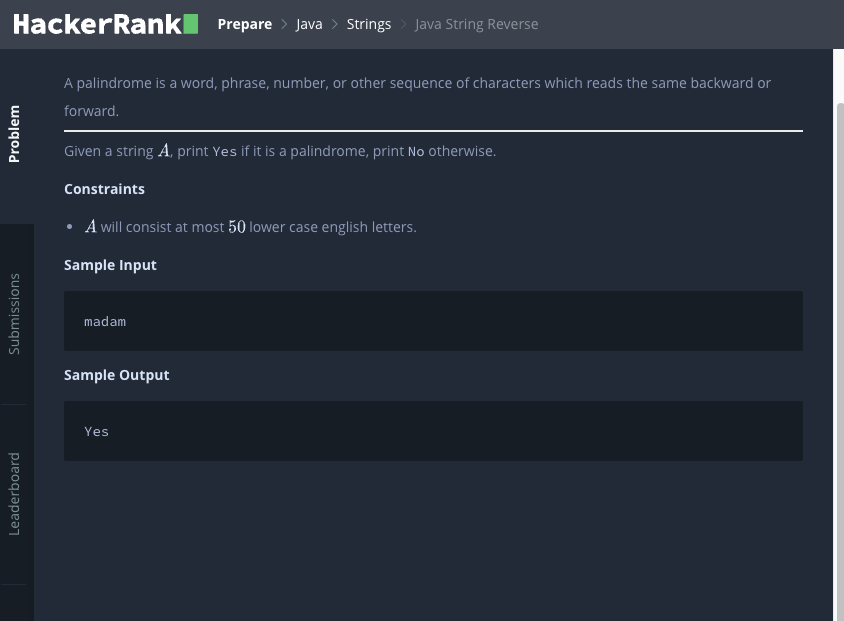 HackerRank Prepare > Java > Strings > Java String Reverse
Problem
Submissions
Leaderboard
A palindrome is a word, phrase, number, or other sequence of characters which reads the same backward or
forward.
Given a string A, print Yes if it is a palindrome, print No otherwise.
Constraints
• A will consist at most 50 lower case english letters.
Sample Input
madam
Sample Output
Yes